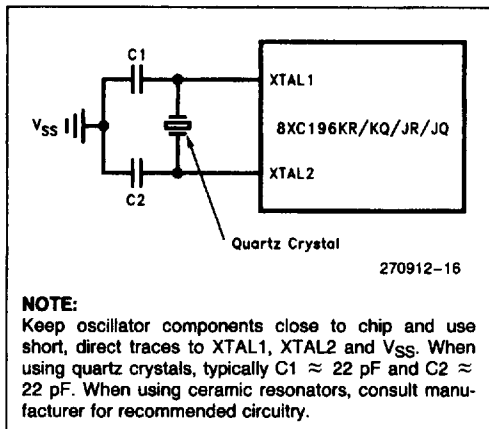 C1
XTAL1
VSS
8XC196KR/KQ/JR/JQ
XTAL2
C2
Quartz Crystal
270912-16
NOTE:
Keep oscillator components close to chip and use
short, direct traces to XTAL1, XTAL2 and VSS. When
using quartz crystals, typically C1 ≈ 22 pF and C2 ≈
22 pF. When using ceramic resonators, consult manu-
facturer for recommended circuitry.